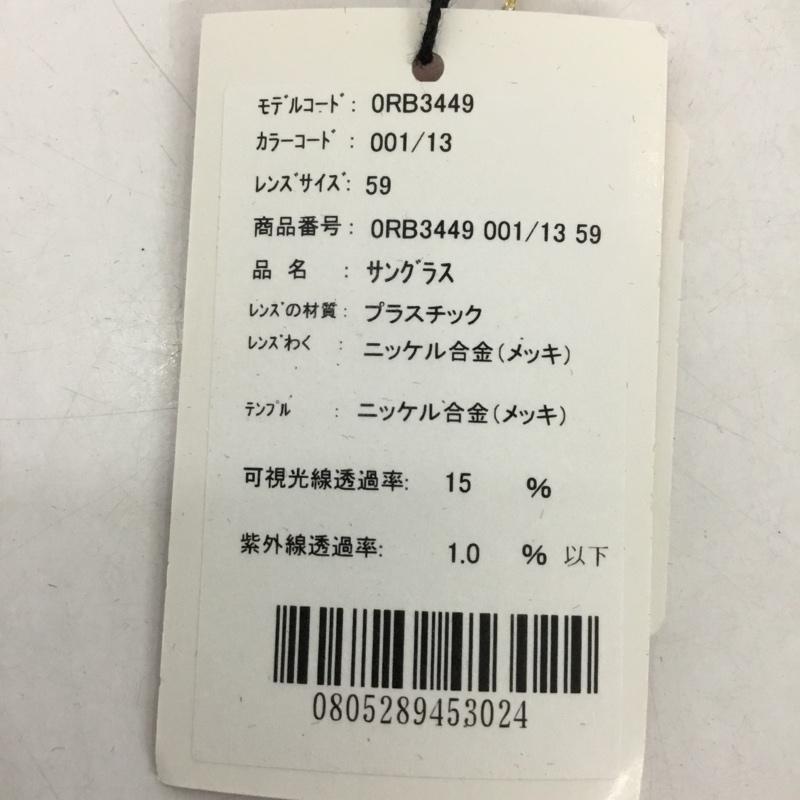 ﾓﾃﾞﾙｺｰﾄﾞ: 0RB3449
ｶﾗｰｺｰﾄﾞ : 001/13
ﾚﾝｽﾞｻｲｽﾞ: 59
商品番号: 0RB3449 001/13 59
品 名 : サングラス
ﾚﾝｽﾞの材質: プラスチック
ﾚﾝｽﾞわく : ニッケル合金(メッキ)
ﾃﾝﾌﾟﾙ : ニッケル合金(メッキ)
可視光線透過率: 15 %
紫外線透過率: 1.0 % 以下
0805289453024